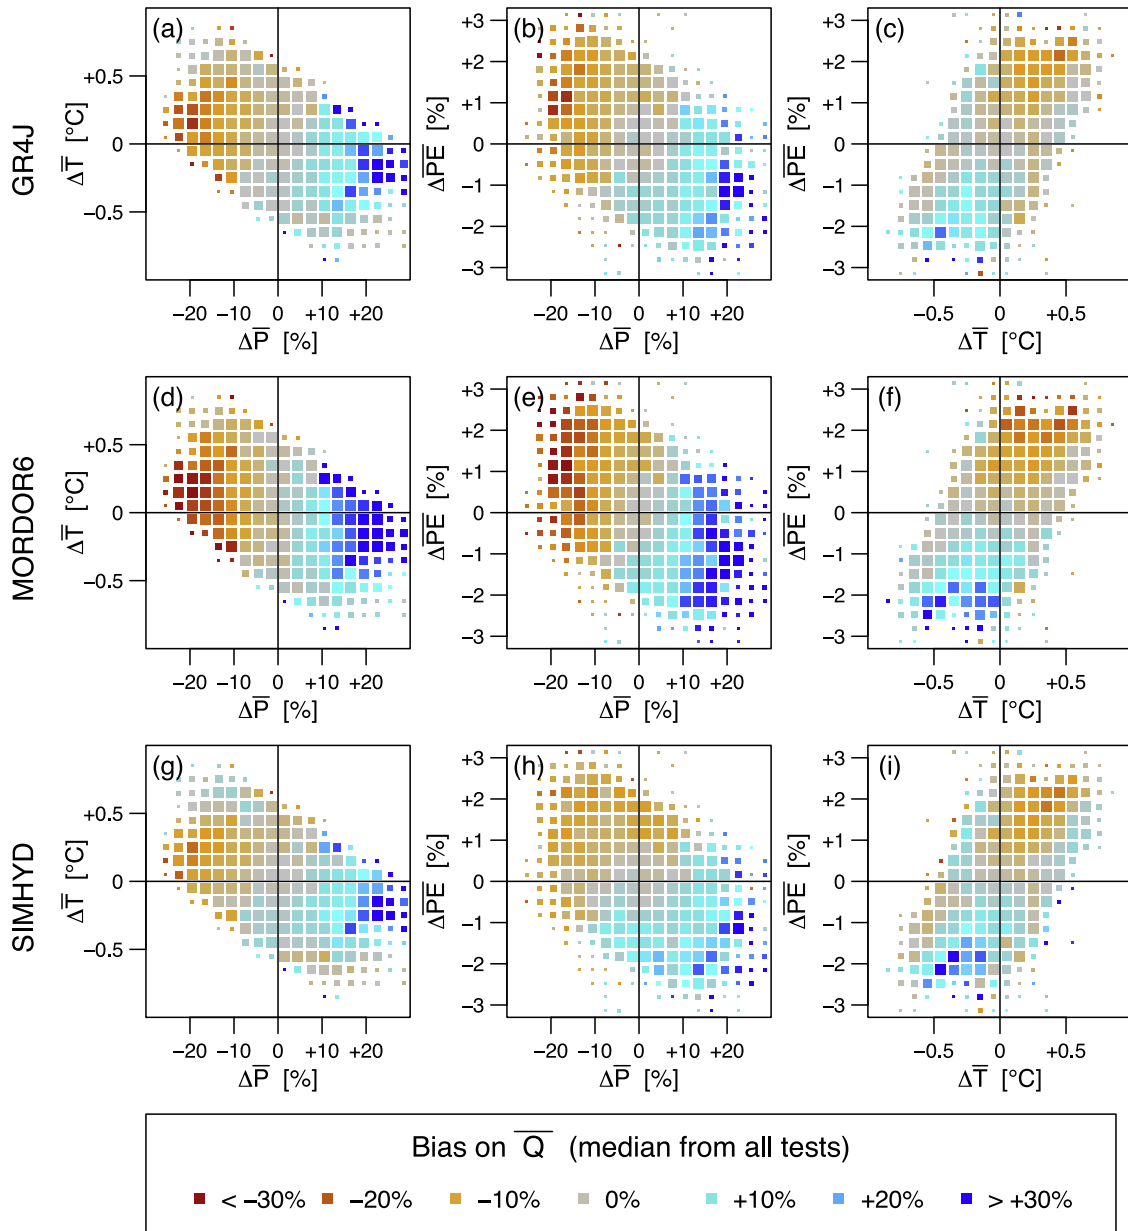 GR4J
(a)
+0.5
0
−0.5
ΔT [°C]
−20 −10 0 +10 +20
ΔP [%]
(b)
+3
+2
+1
0
−1
−2
−3
ΔPE [%]
−20 −10 0 +10 +20
ΔP [%]
(c)
+3
+2
+1
0
−1
−2
−3
ΔPE [%]
−0.5 0 +0.5
ΔT [°C]
MORDOR6
(d)
+0.5
0
−0.5
ΔT [°C]
−20 −10 0 +10 +20
ΔP [%]
(e)
+3
+2
+1
0
−1
−2
−3
ΔPE [%]
−20 −10 0 +10 +20
ΔP [%]
(f)
+3
+2
+1
0
−1
−2
−3
ΔPE [%]
−0.5 0 +0.5
ΔT [°C]
SIMHYD
(g)
+0.5
0
−0.5
ΔT [°C]
−20 −10 0 +10 +20
ΔP [%]
(h)
+3
+2
+1
0
−1
−2
−3
ΔPE [%]
−20 −10 0 +10 +20
ΔP [%]
(i)
+3
+2
+1
0
−1
−2
−3
ΔPE [%]
−0.5 0 +0.5
ΔT [°C]
Bias on Q (median from all tests)
< −30% −20% −10% 0% +10% +20% > +30%